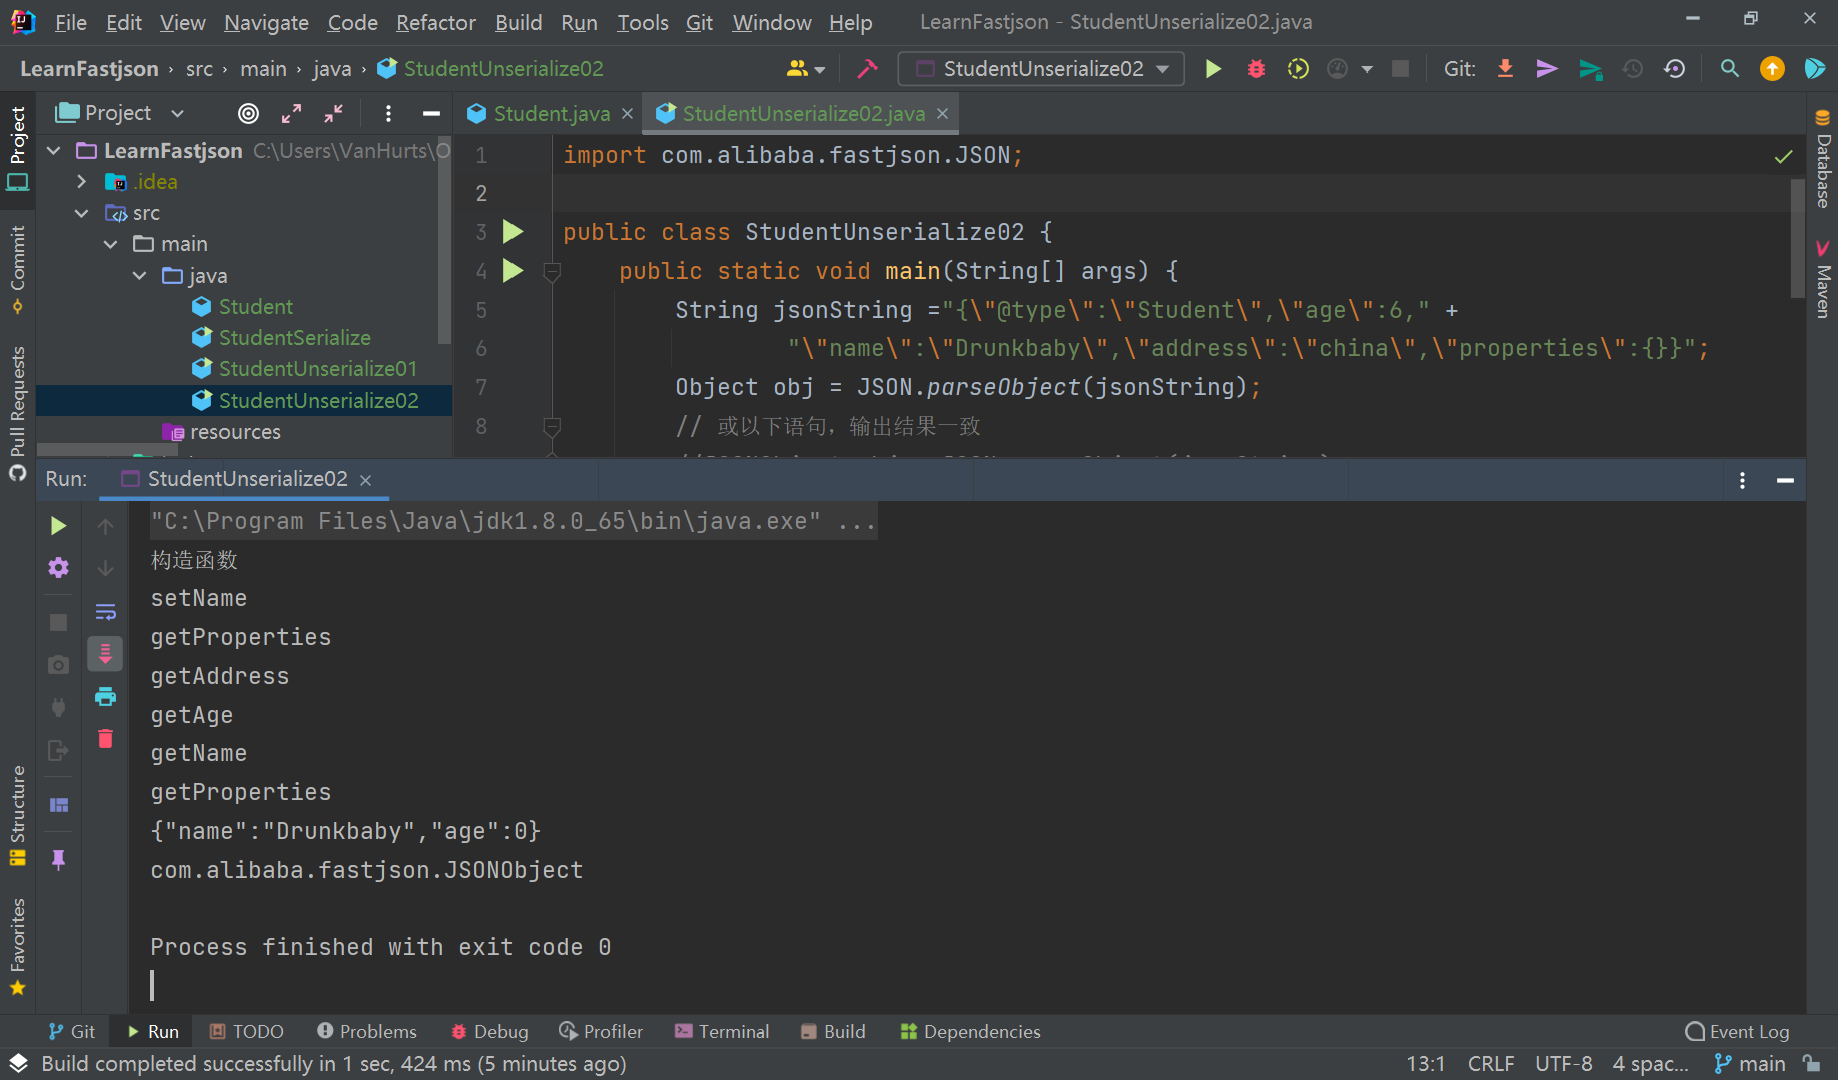 File Edit View Navigate Code Refactor Build Run Tools Git Window Help LearnFastjson - StudentUnserialize02.java
LearnFastjson › src › main › java › StudentUnserialize02 StudentUnserialize02 Git:
Project
Student.java StudentUnserialize02.java
LearnFastjson C:\Users\VanHurts\O
.idea
src
main
java
Student
StudentSerialize
StudentUnserialize01
StudentUnserialize02
resources
1 import com.alibaba.fastjson.JSON;
2
3 public class StudentUnserialize02 {
4 public static void main(String[] args) {
5 String jsonString ="{\"@type\":\"Student\",\"age\":6," +
6 "\"name\":\"Drunkbaby\",\"address\":\"china\",\"properties\":{}}";
7 Object obj = JSON.parseObject(jsonString);
8 // 或以下语句，输出结果一致
Project
Commit
Pull Requests
Structure
Favorites
Database
Maven
Run: StudentUnserialize02
"C:\Program Files\Java\jdk1.8.0_65\bin\java.exe" ...
构造函数
setName
getProperties
getAddress
getAge
getName
getProperties
{"name":"Drunkbaby","age":0}
com.alibaba.fastjson.JSONObject
Process finished with exit code 0
Git Run TODO Problems Debug Profiler Terminal Build Dependencies Event Log
Build completed successfully in 1 sec, 424 ms (5 minutes ago) 13:1 CRLF UTF-8 4 spac... main